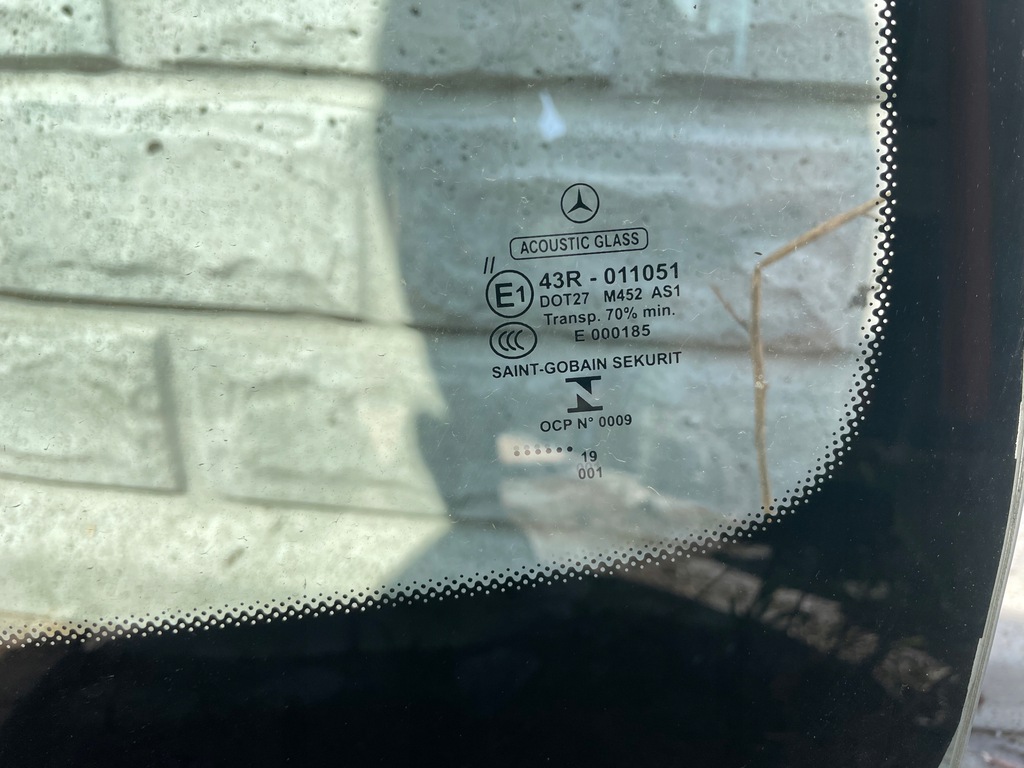 ACOUSTIC GLASS
//
E1 43R - 011051
DOT27 M452 AS1
Transp. 70% min.
CCC E 000185
SAINT-GOBAIN SEKURIT
OCP N° 0009
...... 19
001